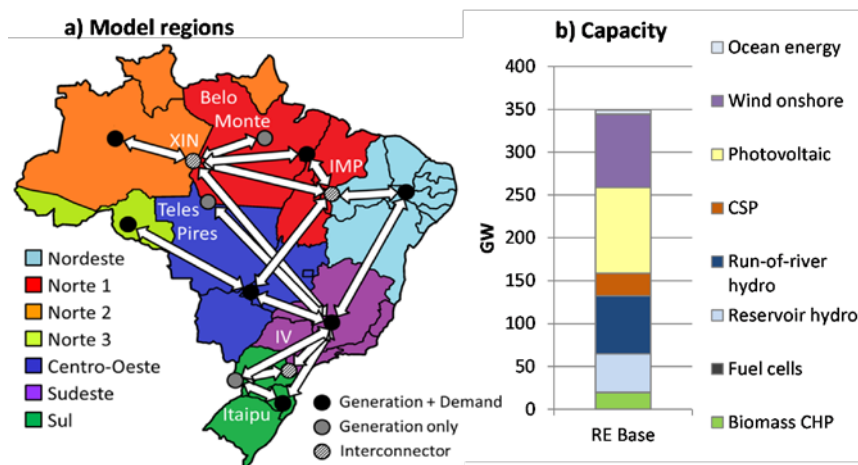 a) Model regions
Belo
Monte
XIN
IMP
Teles
Pires
IV
Itaipu
Nordeste
Norte 1
Norte 2
Norte 3
Centro-Oeste
Sudeste
Sul
Generation + Demand
Generation only
Interconnector
b) Capacity
GW
400
350
300
250
200
150
100
50
0
RE Base
Ocean energy
Wind onshore
Photovoltaic
CSP
Run-of-river
hydro
Reservoir hydro
Fuel cells
Biomass CHP